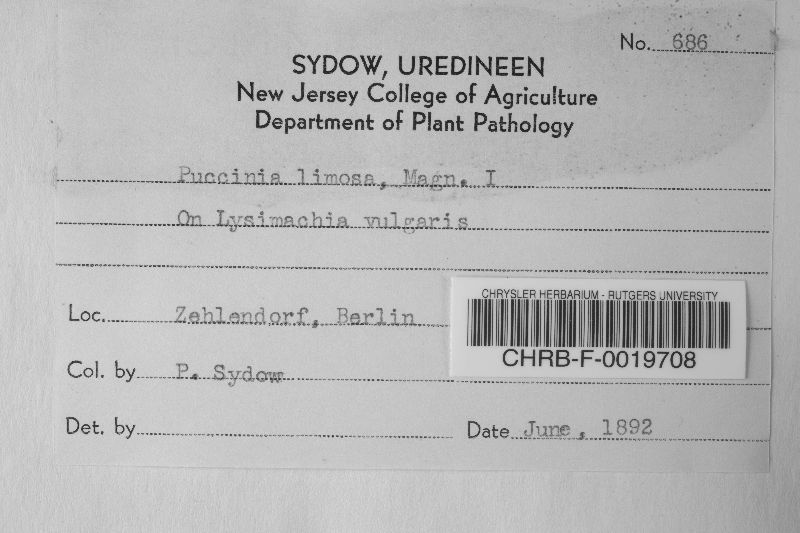 No. 686
SYDOW, UREDINEEN
New Jersey College of Agriculture
Department of Plant Pathology
Puccinia limosa, Magn. I
On Lysimachia vulgaris
Loc. Zehlendorf, Berlin
CHRYSLER HERBARIUM - RUTGERS UNIVERSITY
CHRB-F-0019708
Col. by P. Sydow
Det. by
Date June, 1892